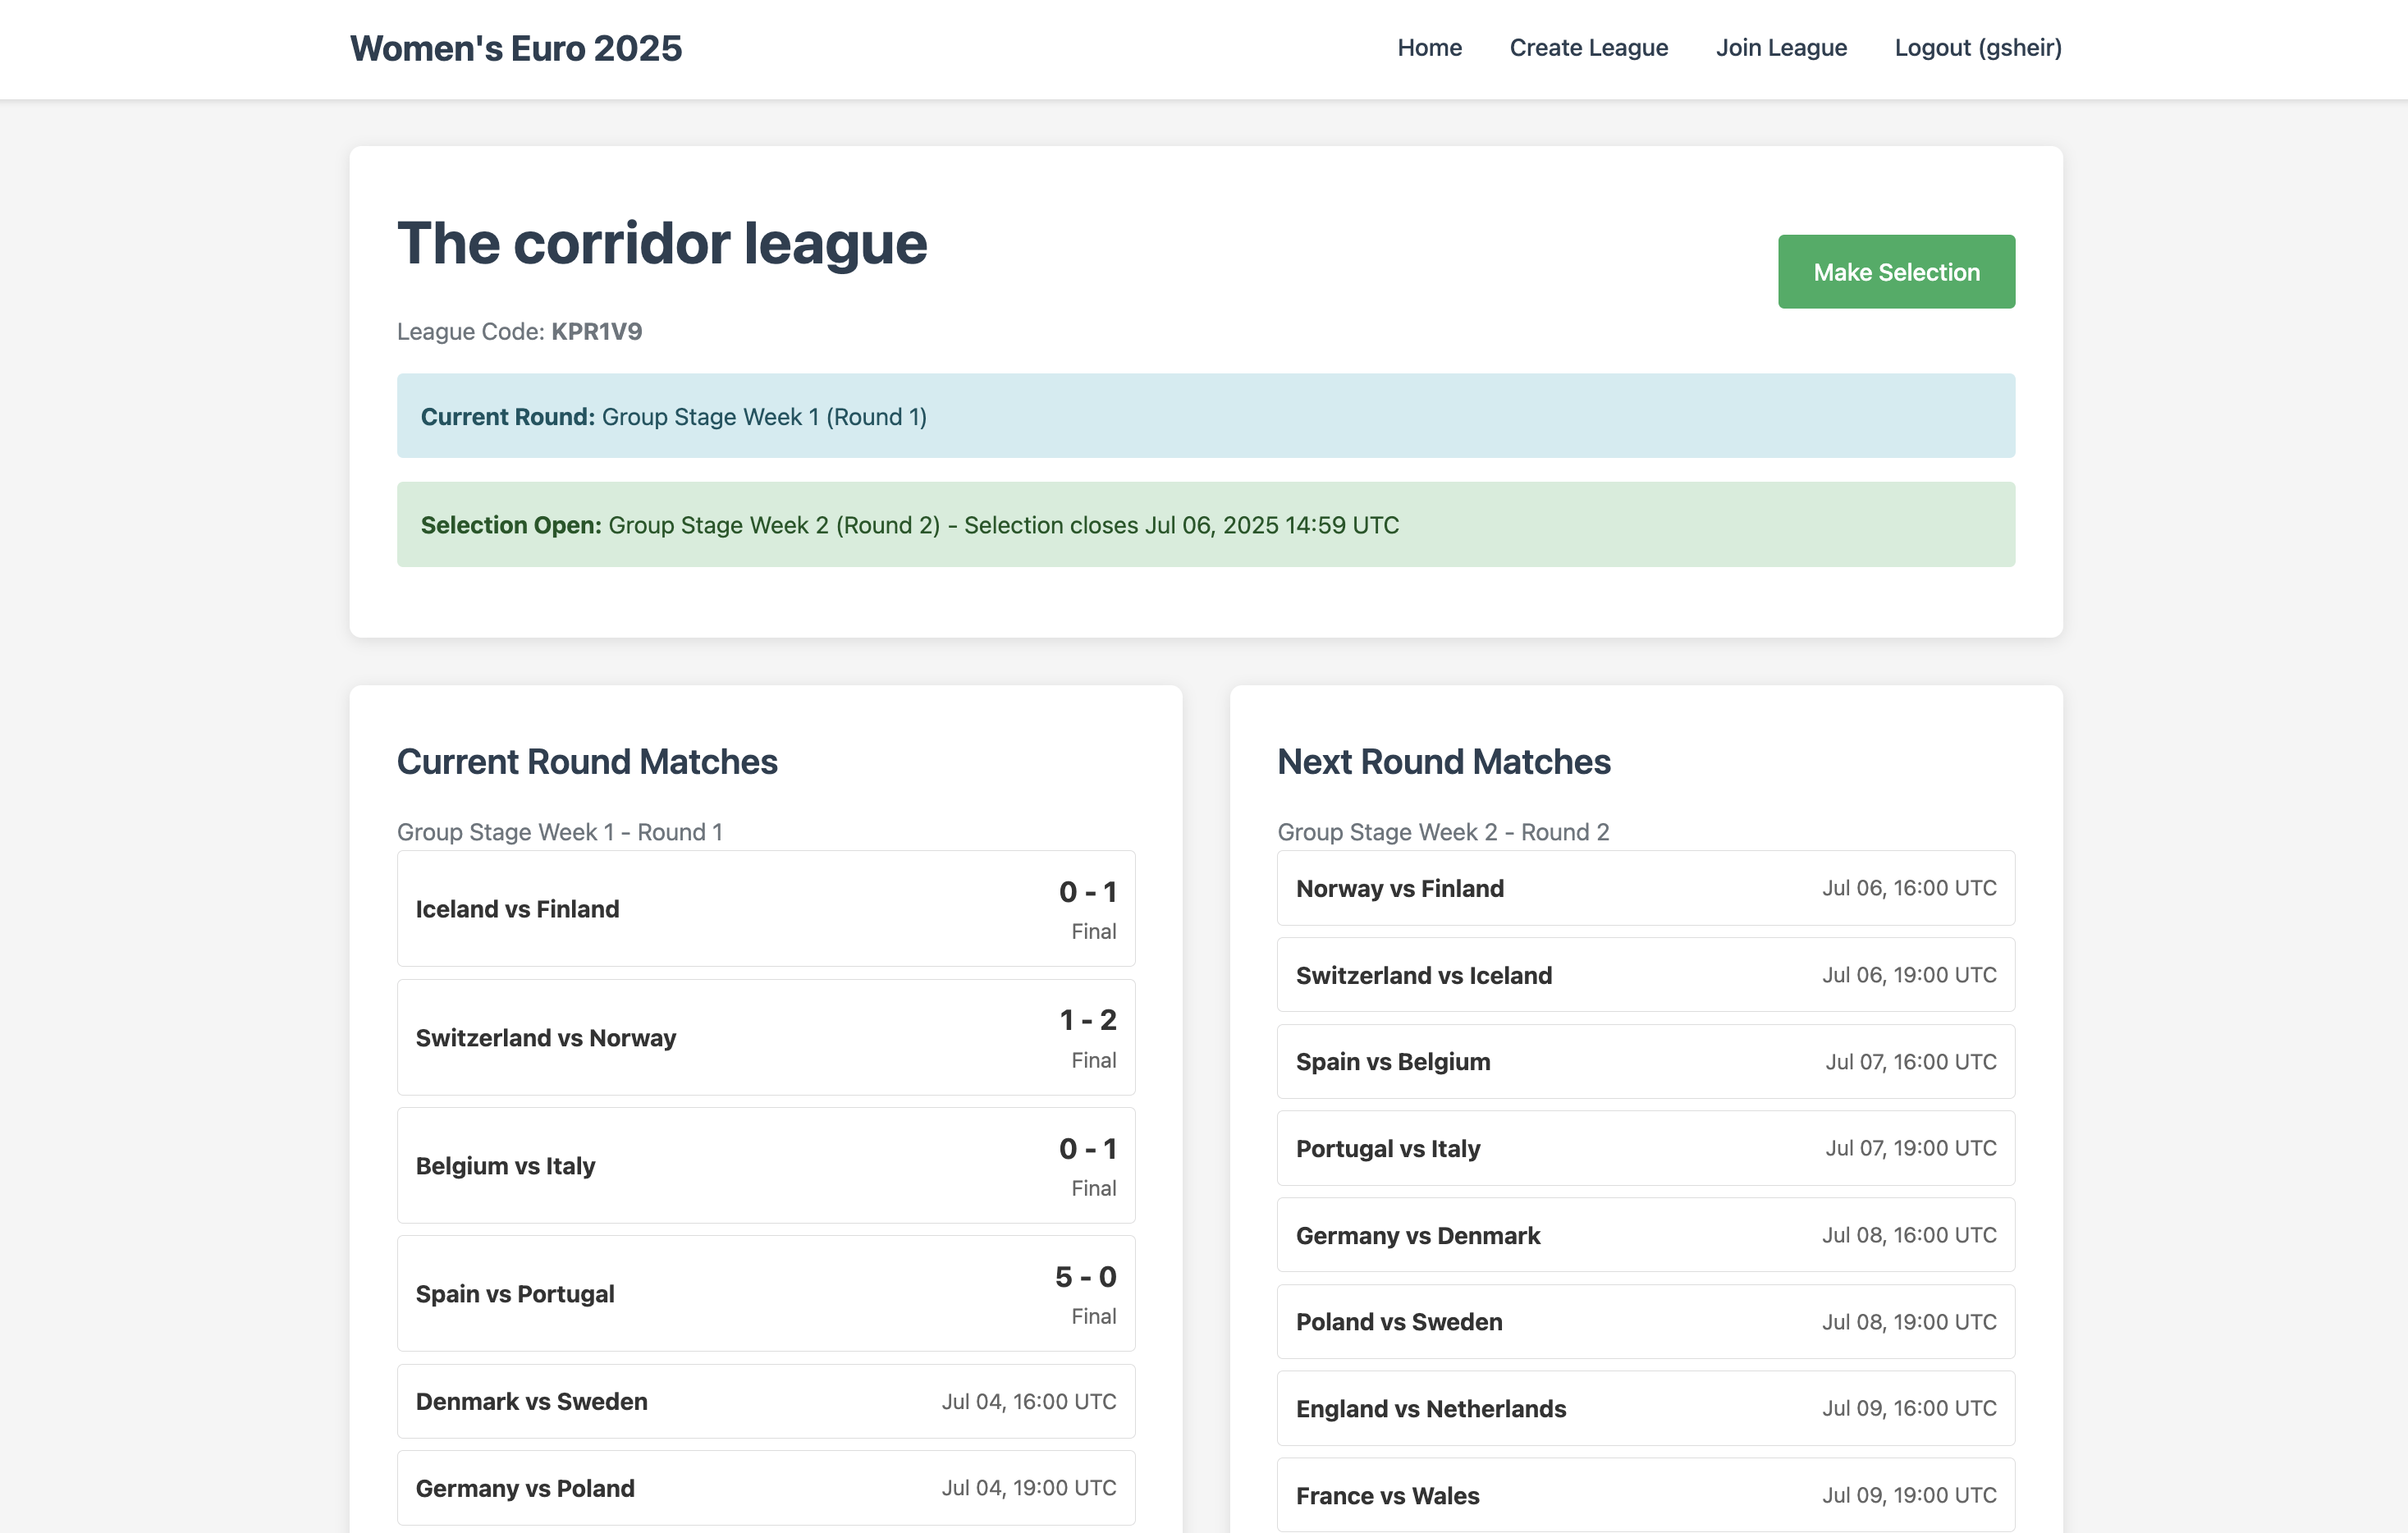 Women's Euro 2025
Home
Create League
Join League
Logout (gsheir)
The corridor league
Make Selection
League Code: KPR1V9
Current Round: Group Stage Week 1 (Round 1)
Selection Open: Group Stage Week 2 (Round 2) - Selection closes Jul 06, 2025 14:59 UTC
Current Round Matches
Group Stage Week 1 - Round 1
Iceland vs Finland
0 - 1
Final
Switzerland vs Norway
1 - 2
Final
Belgium vs Italy
0 - 1
Final
Spain vs Portugal
5 - 0
Final
Denmark vs Sweden
Jul 04, 16:00 UTC
Germany vs Poland
Jul 04, 19:00 UTC
Next Round Matches
Group Stage Week 2 - Round 2
Norway vs Finland
Jul 06, 16:00 UTC
Switzerland vs Iceland
Jul 06, 19:00 UTC
Spain vs Belgium
Jul 07, 16:00 UTC
Portugal vs Italy
Jul 07, 19:00 UTC
Germany vs Denmark
Jul 08, 16:00 UTC
Poland vs Sweden
Jul 08, 19:00 UTC
England vs Netherlands
Jul 09, 16:00 UTC
France vs Wales
Jul 09, 19:00 UTC